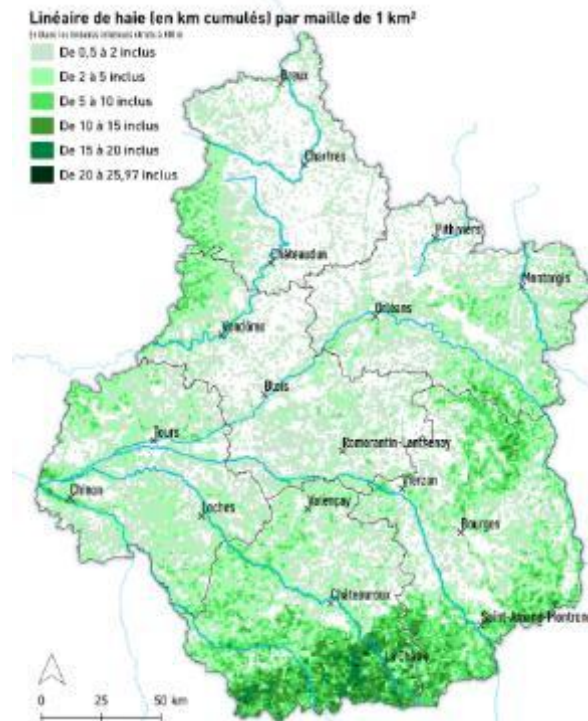 Linéaire de haie (en km cumulés) par maille de 1 km²
De 0,5 à 2 inclus
De 2 à 5 inclus
De 5 à 10 inclus
De 10 à 15 inclus
De 15 à 20 inclus
De 20 à 25,97 inclus
Dreux
Chartres
Pithiviers
Châteaudun
Montargis
Orléans
Vendôme
Blois
Tours
Romorantin-Lanthenay
Vierzon
Chinon
Loches
Valençay
Bourges
Châteauroux
Saint-Amand-Montrond
La Châtre
0 25 50 km